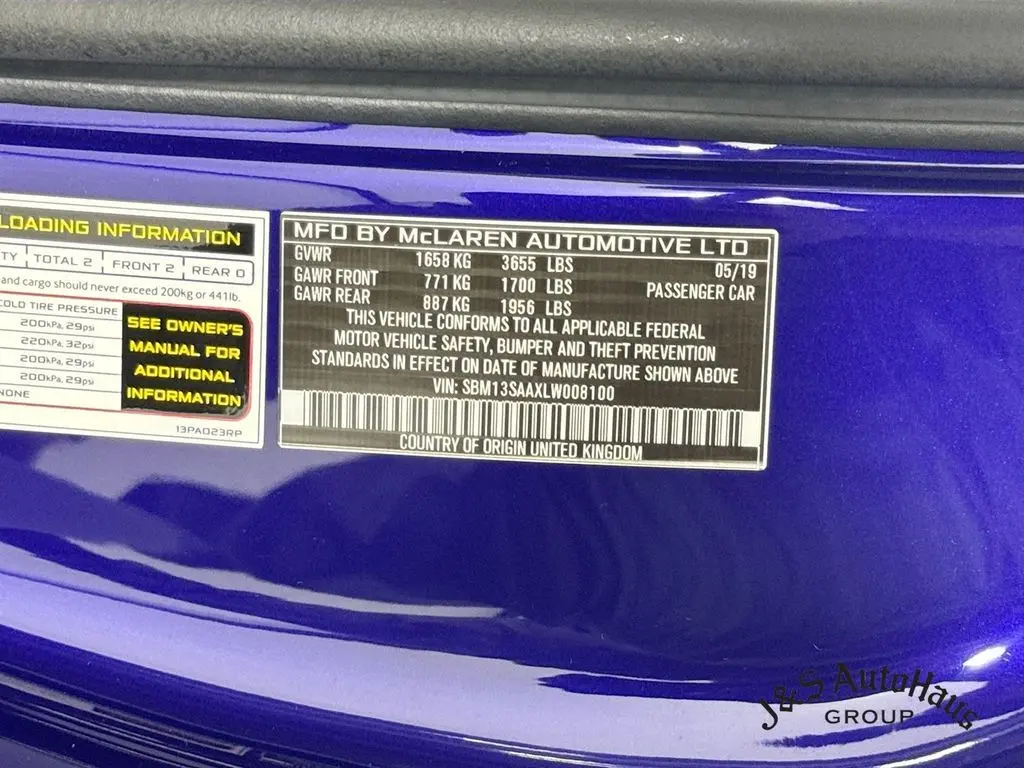 LOADING INFORMATION
TOTAL 2 FRONT 2 REAR 0
and cargo should never exceed 200kg or 441lb.
COLD TIRE PRESSURE
200kPa, 29psi
220kPa, 32psi
200kPa, 29psi
200kPa, 29psi
NONE
SEE OWNER'S
MANUAL FOR
ADDITIONAL
INFORMATION
13PA023RP
MFD BY McLAREN AUTOMOTIVE LTD
GVWR 1658 KG 3655 LBS 05/19
GAWR FRONT 771 KG 1700 LBS PASSENGER CAR
GAWR REAR 887 KG 1956 LBS
THIS VEHICLE CONFORMS TO ALL APPLICABLE FEDERAL
MOTOR VEHICLE SAFETY, BUMPER AND THEFT PREVENTION
STANDARDS IN EFFECT ON DATE OF MANUFACTURE SHOWN ABOVE
VIN: SBM13SAAXLW008100
COUNTRY OF ORIGIN UNITED KINGDOM
J&S AutoHaus
GROUP